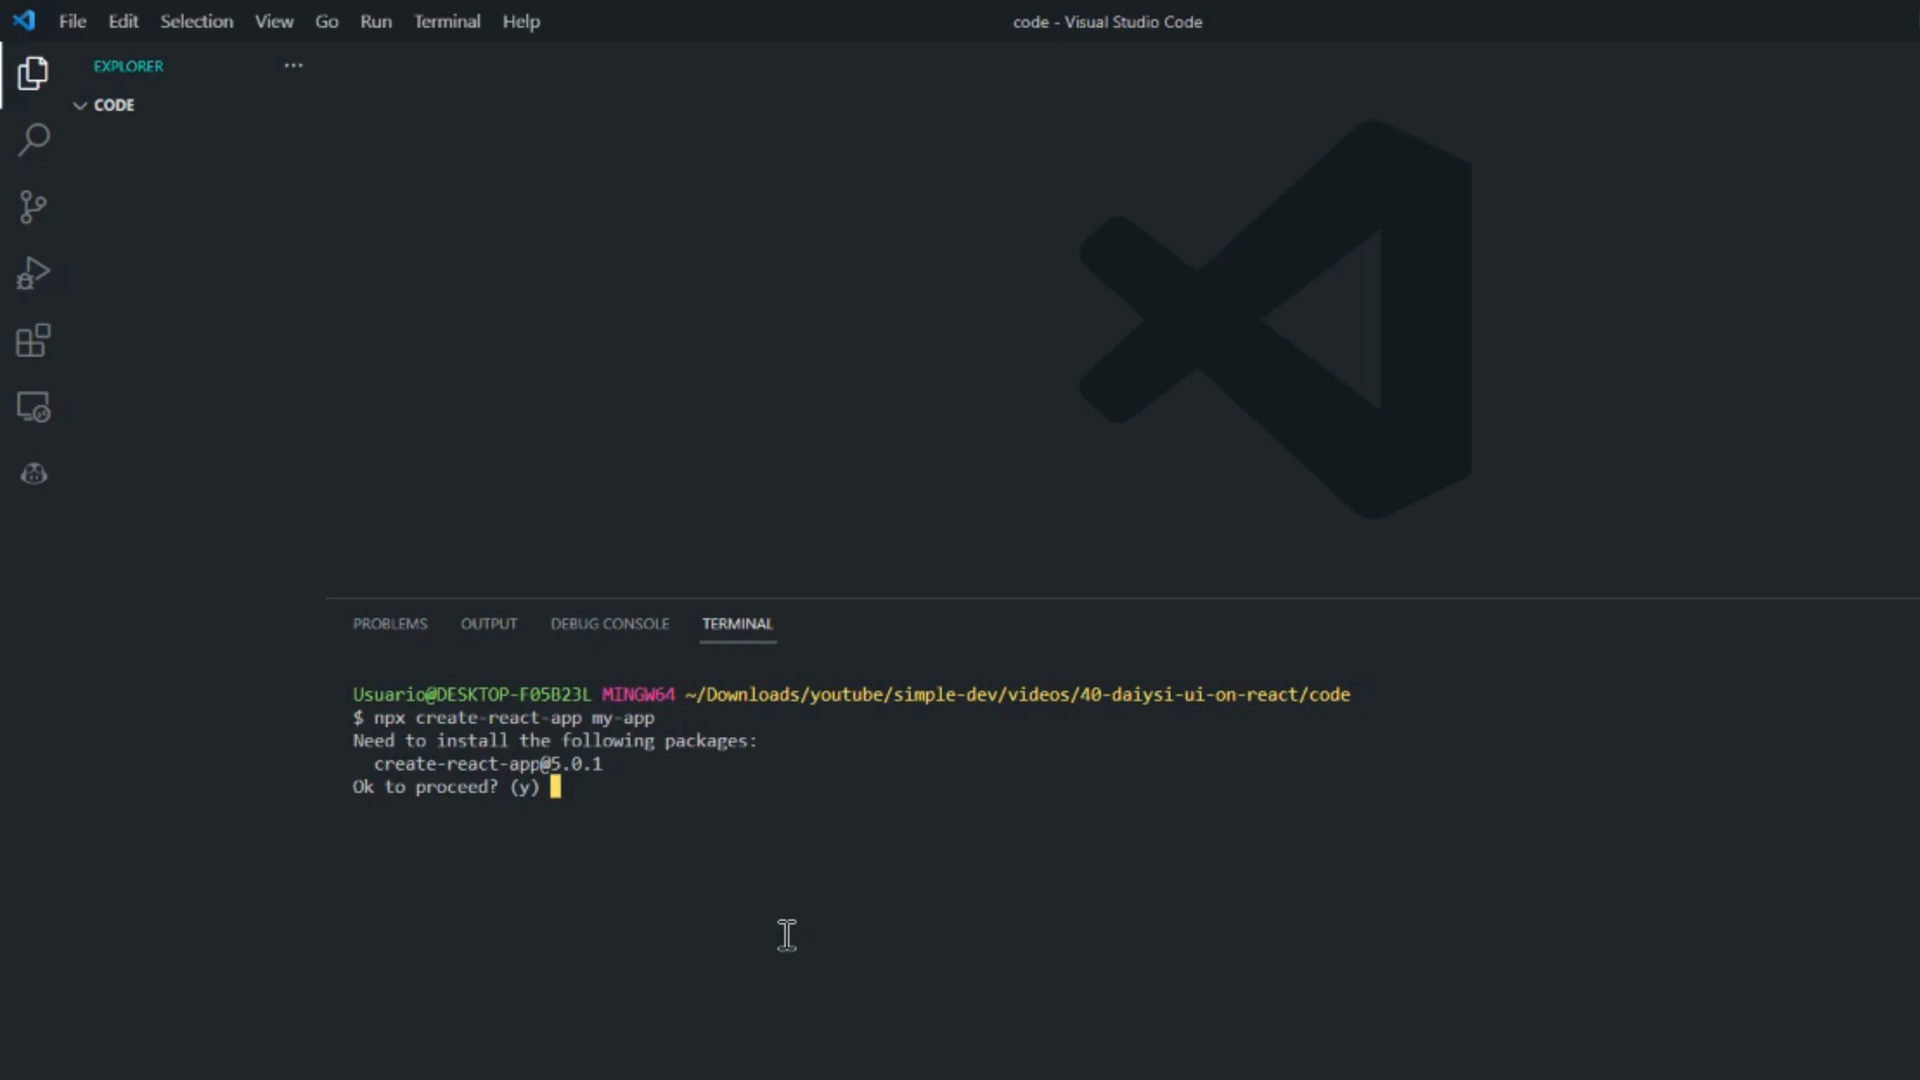 File Edit Selection View Go Run Terminal Help
code - Visual Studio Code
EXPLORER ...
CODE
PROBLEMS OUTPUT DEBUG CONSOLE TERMINAL
Usuario@DESKTOP-F05B23L MINGW64 ~/Downloads/youtube/simple-dev/videos/40-daiysi-ui-on-react/code
$ npx create-react-app my-app
Need to install the following packages:
create-react-app@5.0.1
Ok to proceed? (y)